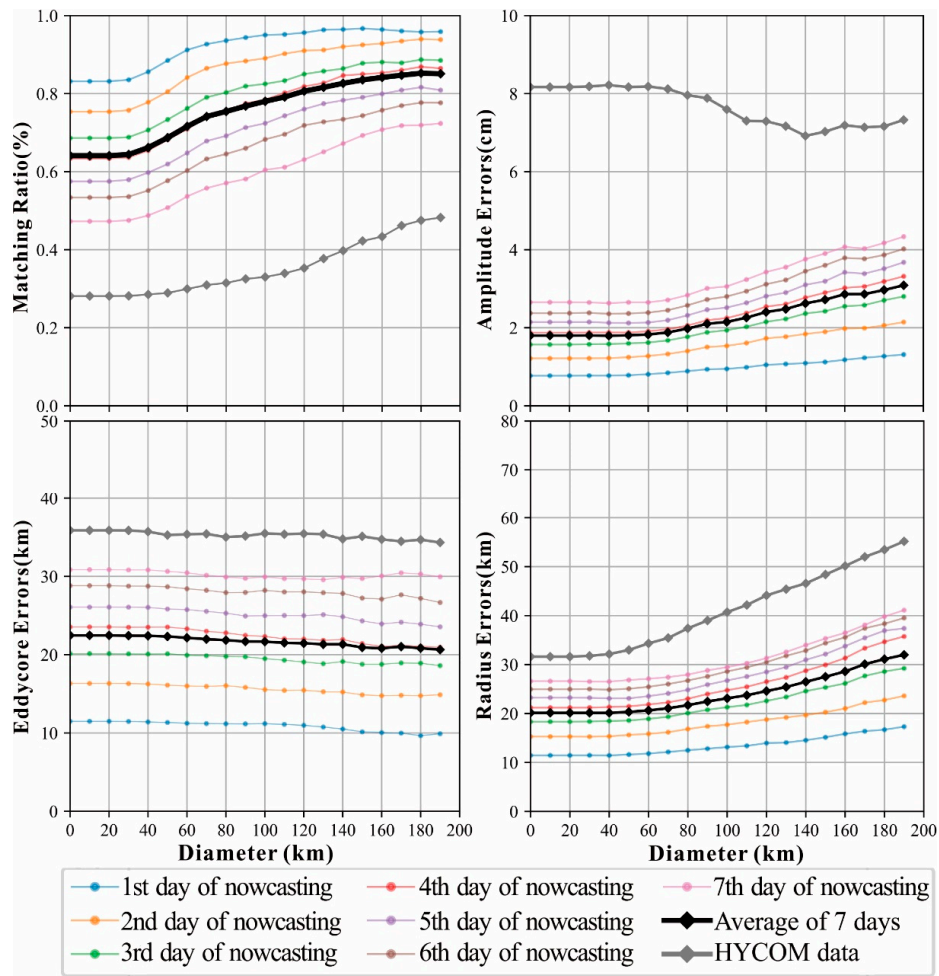 Matching Ratio(%)
1.0
0.8
0.6
0.4
0.2
0.0
Amplitude Errors(cm)
10
8
6
4
2
0
Eddycore Errors(km)
50
40
30
20
10
0
0 20 40 60 80 100 120 140 160 180 200
Diameter (km)
Radius Errors(km)
80
70
60
50
40
30
20
10
0
0 20 40 60 80 100 120 140 160 180 200
Diameter (km)
1st day of nowcasting
2nd day of nowcasting
3rd day of nowcasting
4th day of nowcasting
5th day of nowcasting
6th day of nowcasting
7th day of nowcasting
Average of 7 days
HYCOM data